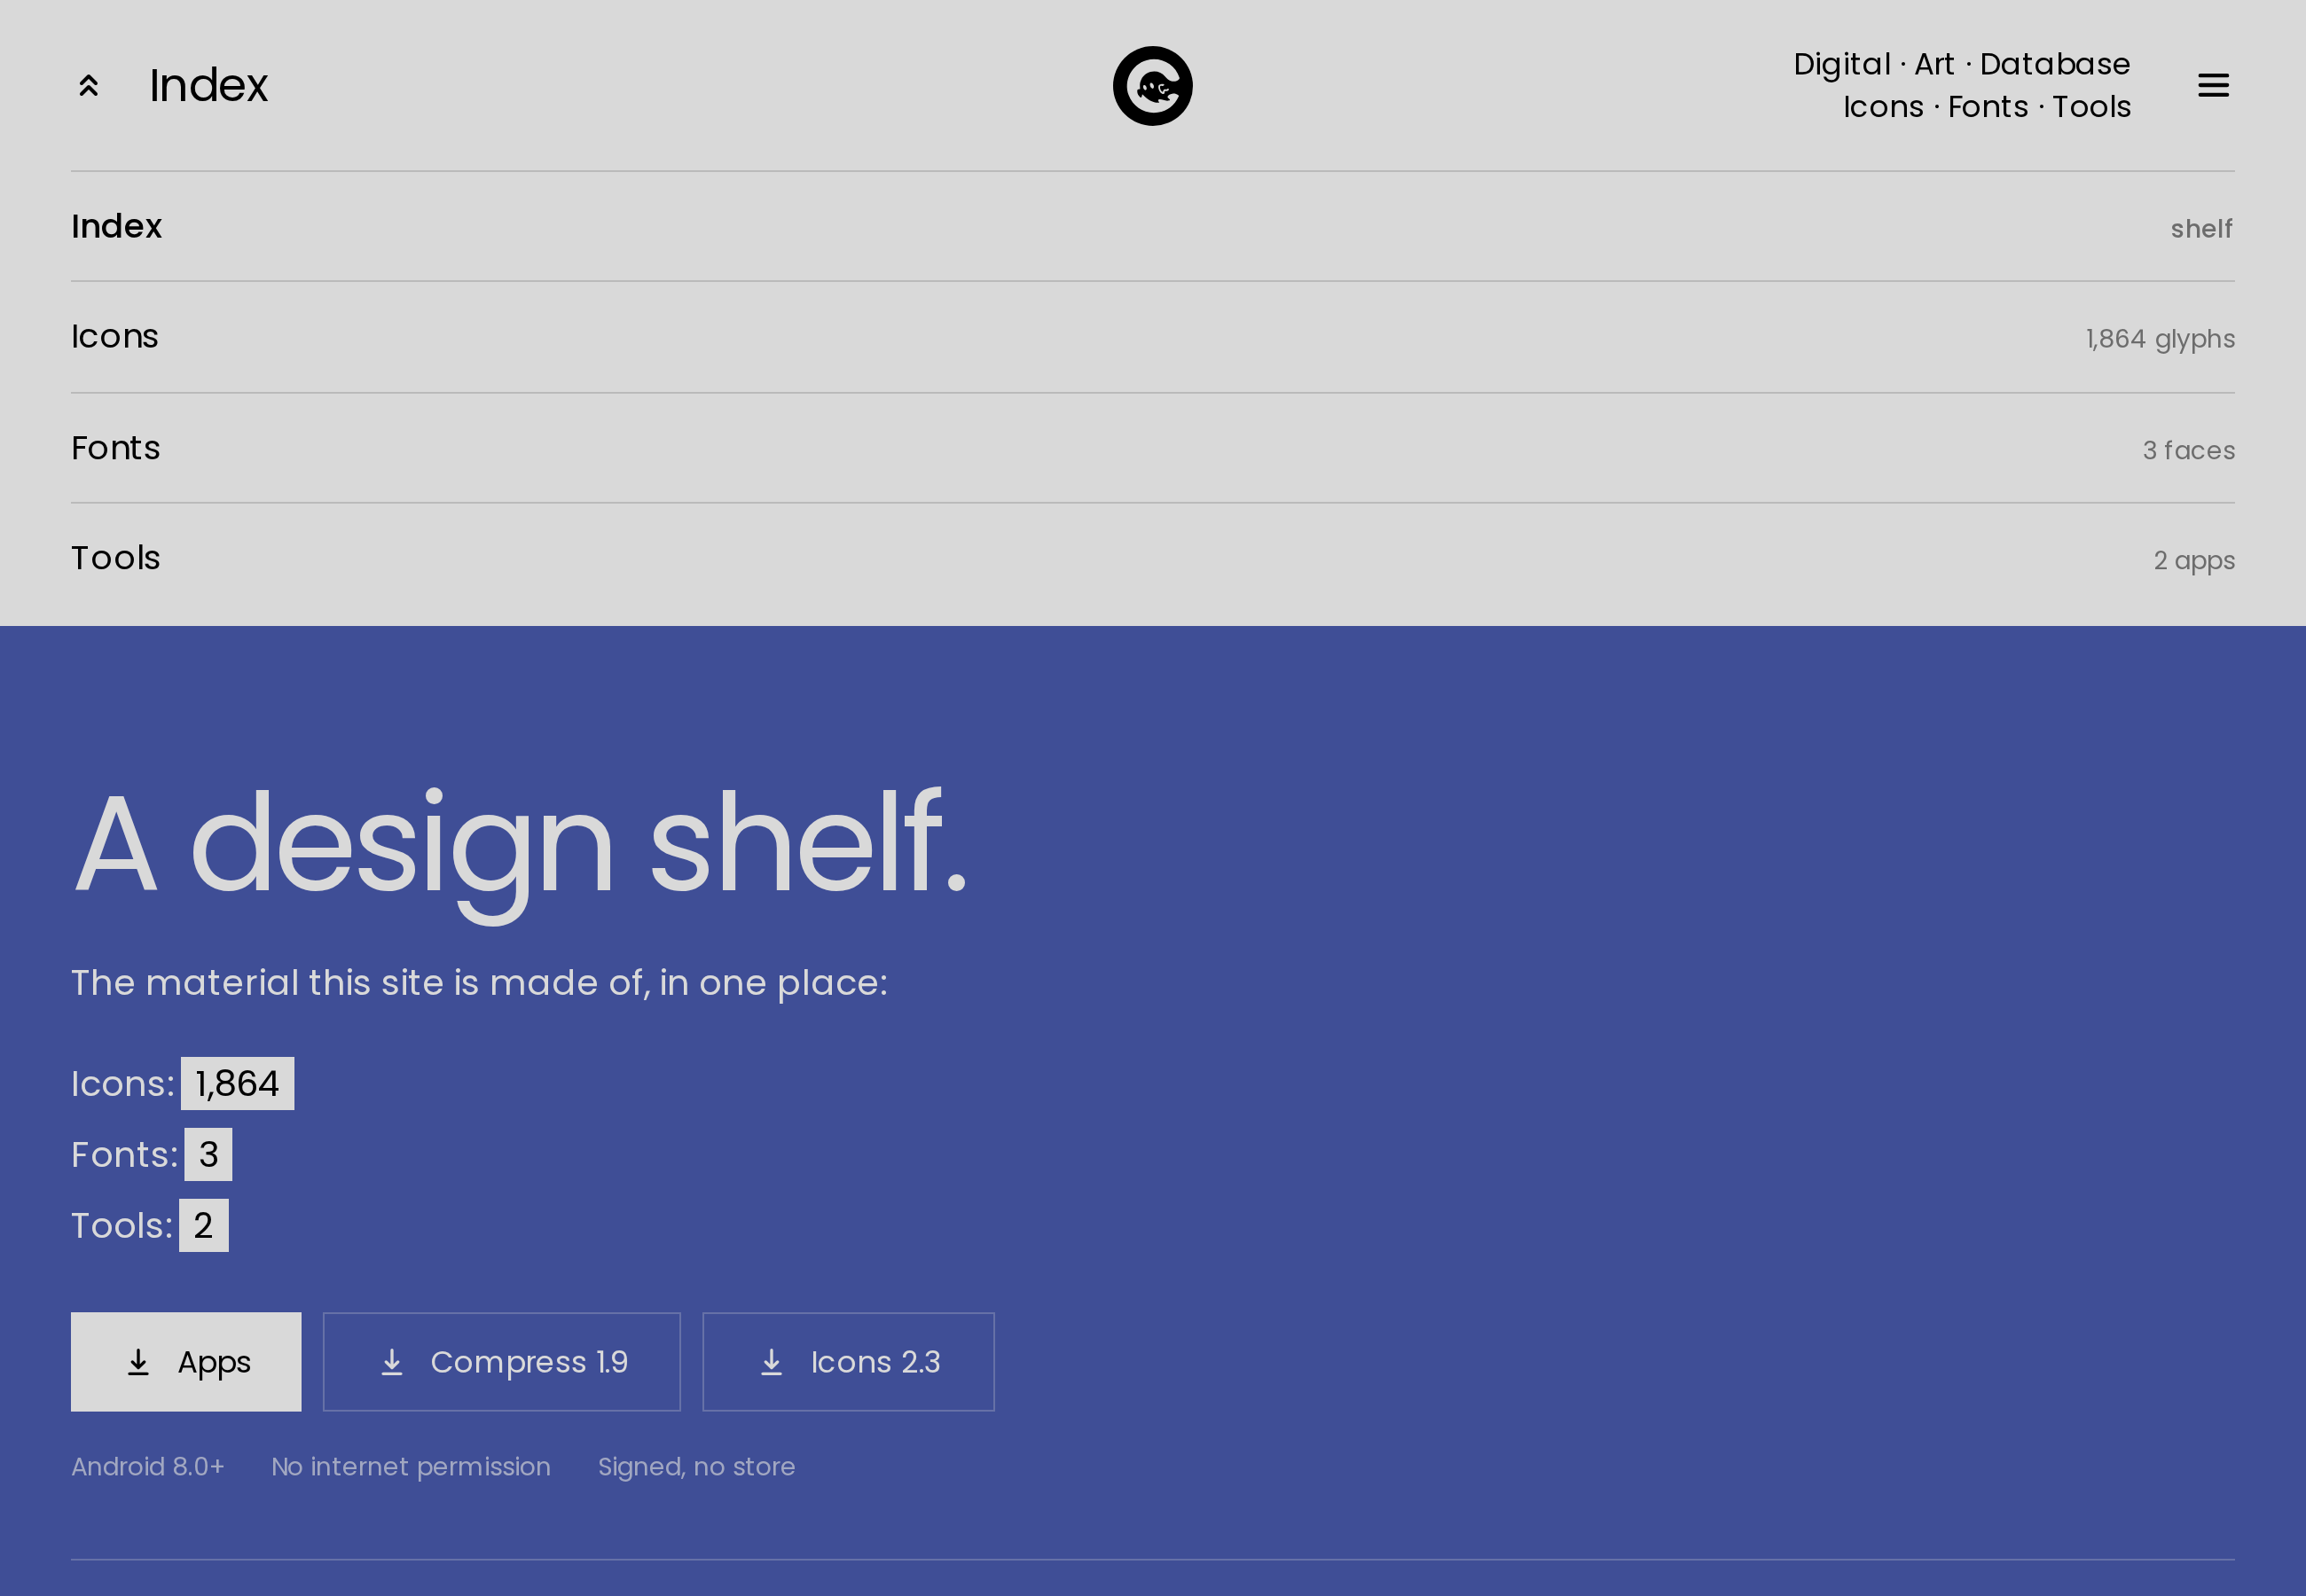 Index
Digital · Art · Database
Icons · Fonts · Tools
Index shelf
Icons 1,864 glyphs
Fonts 3 faces
Tools 2 apps
A design shelf.
The material this site is made of, in one place:
Icons: 1,864
Fonts: 3
Tools: 2
Apps Compress 1.9 Icons 2.3
Android 8.0+ No internet permission Signed, no store